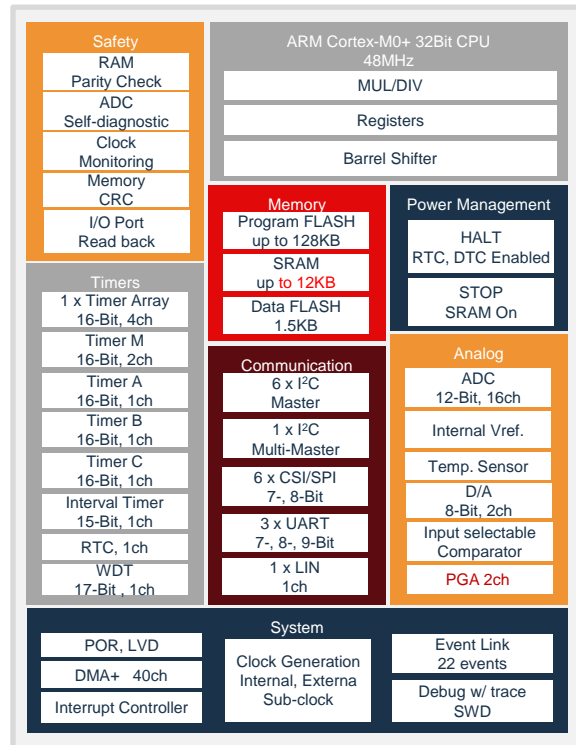 Safety
RAM
Parity Check
ADC
Self-diagnostic
Clock
Monitoring
Memory
CRC
I/O Port
Read back
ARM Cortex-M0+ 32Bit CPU
48MHz
MUL/DIV
Registers
Barrel Shifter
Memory
Program FLASH
up to 128KB
SRAM
up to 12KB
Data FLASH
1.5KB
Power Management
HALT
RTC, DTC Enabled
STOP
SRAM On
Timers
1 x Timer Array
16-Bit, 4ch
Timer M
16-Bit, 2ch
Timer A
16-Bit, 1ch
Timer B
16-Bit, 1ch
Timer C
16-Bit, 1ch
Interval Timer
15-Bit, 1ch
RTC, 1ch
WDT
17-Bit , 1ch
Communication
6 x I²C
Master
1 x I²C
Multi-Master
6 x CSI/SPI
7-, 8-Bit
3 x UART
7-, 8-, 9-Bit
1 x LIN
1ch
Analog
ADC
12-Bit, 16ch
Internal Vref.
Temp. Sensor
D/A
8-Bit, 2ch
Input selectable
Comparator
PGA 2ch
System
POR, LVD
DMA+ 40ch
Interrupt Controller
Clock Generation
Internal, Externa
Sub-clock
Event Link
22 events
Debug w/ trace
SWD